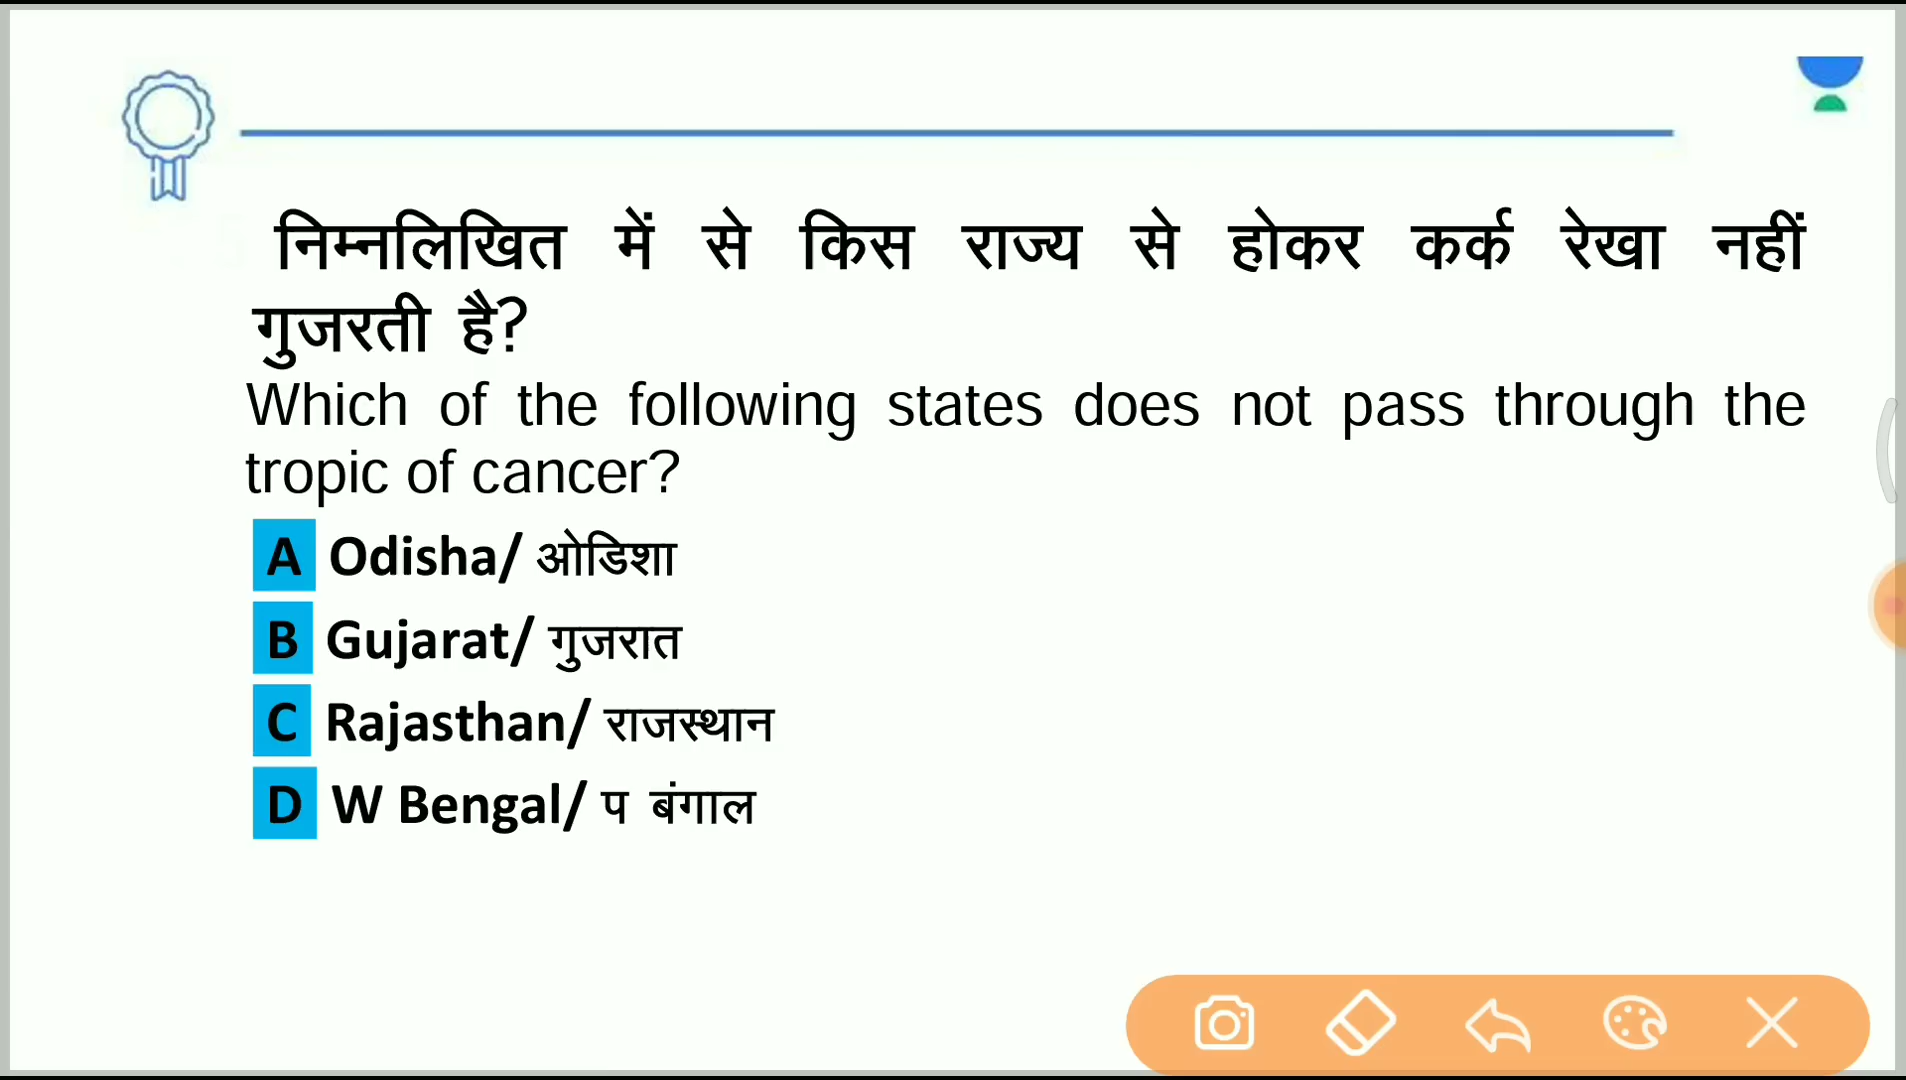 निम्नलिखित में से किस राज्य से होकर कर्क रेखा नहीं
गुजरती है?
Which of the following states does not pass through the
tropic of cancer?
A Odisha/ ओडिशा
B Gujarat/ गुजरात
C Rajasthan/ राजस्थान
D W Bengal/ प बंगाल